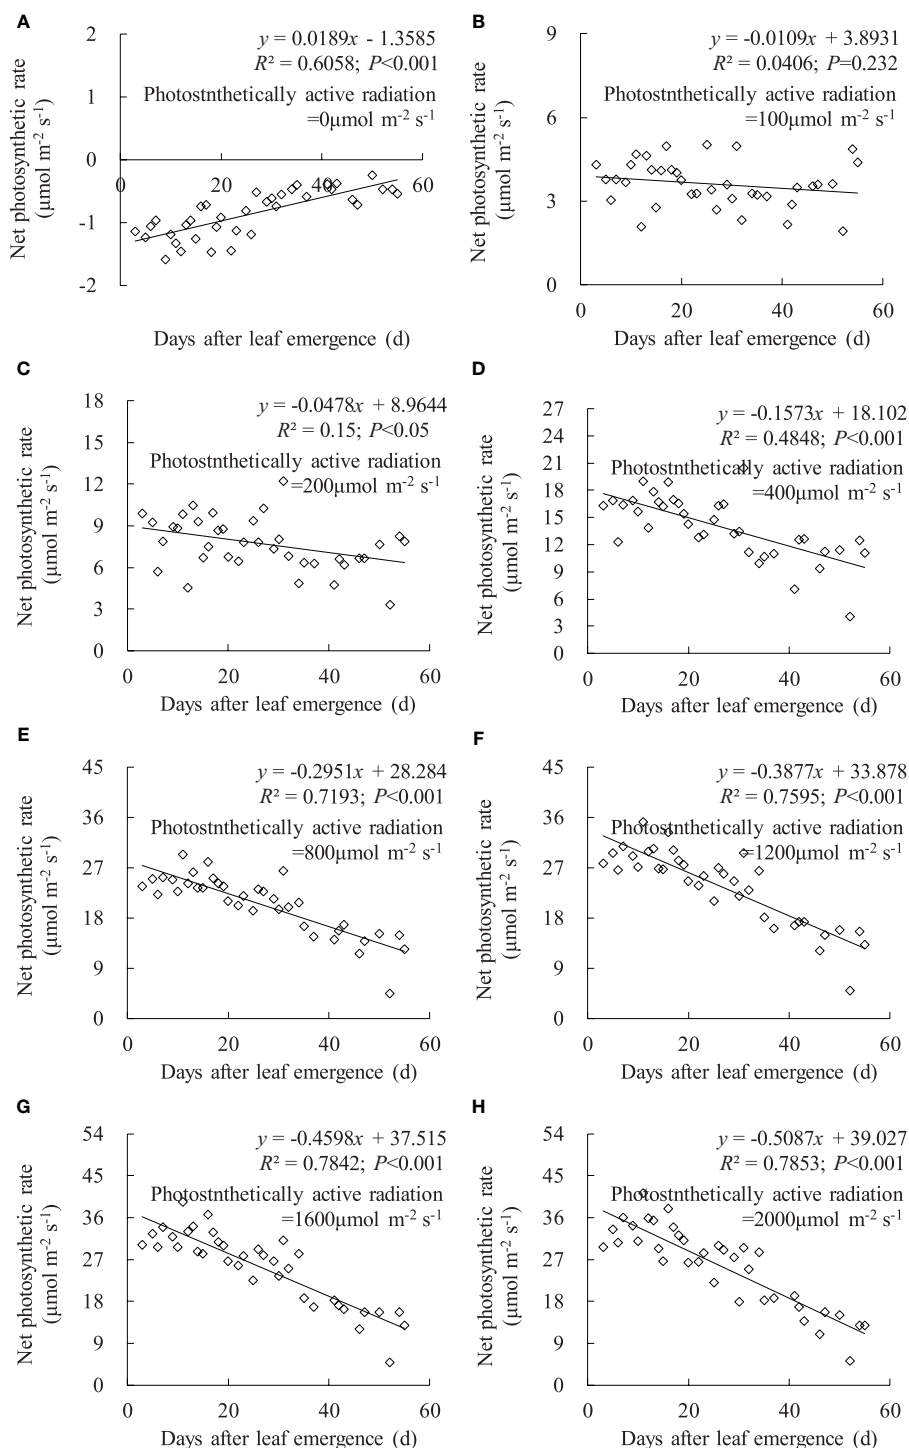 A
y = 0.0189x - 1.3585
R² = 0.6058; P<0.001
Photostnthetically active radiation
=0μmol m⁻² s⁻¹
Net photosynthetic rate
(μmol m⁻² s⁻¹)
2
1
0
-1
-2
0 20 40 60
Days after leaf emergence (d)
B
y = -0.0109x + 3.8931
R² = 0.0406; P=0.232
Photostnthetically active radiation
=100μmol m⁻² s⁻¹
Net photosynthetic rate
(μmol m⁻² s⁻¹)
9
6
3
0
0 20 40 60
Days after leaf emergence (d)
C
y = -0.0478x + 8.9644
R² = 0.15; P<0.05
Photostnthetically active radiation
=200μmol m⁻² s⁻¹
Net photosynthetic rate
(μmol m⁻² s⁻¹)
18
15
12
9
6
3
0
0 20 40 60
Days after leaf emergence (d)
D
y = -0.1573x + 18.102
R² = 0.4848; P<0.001
Photostnthetically active radiation
=400μmol m⁻² s⁻¹
Net photosynthetic rate
(μmol m⁻² s⁻¹)
27
24
21
18
15
12
9
6
3
0
0 20 40 60
Days after leaf emergence (d)
E
y = -0.2951x + 28.284
R² = 0.7193; P<0.001
Photostnthetically active radiation
=800μmol m⁻² s⁻¹
Net photosynthetic rate
(μmol m⁻² s⁻¹)
45
36
27
18
9
0
0 20 40 60
Days after leaf emergence (d)
F
y = -0.3877x + 33.878
R² = 0.7595; P<0.001
Photostnthetically active radiation
=1200μmol m⁻² s⁻¹
Net photosynthetic rate
(μmol m⁻² s⁻¹)
45
36
27
18
9
0
0 20 40 60
Days after leaf emergence (d)
G
y = -0.4598x + 37.515
R² = 0.7842; P<0.001
Photostnthetically active radiation
=1600μmol m⁻² s⁻¹
Net photosynthetic rate
(μmol m⁻² s⁻¹)
54
45
36
27
18
9
0
0 20 40 60
Days after leaf emergence (d)
H
y = -0.5087x + 39.027
R² = 0.7853; P<0.001
Photostnthetically active radiation
=2000μmol m⁻² s⁻¹
Net photosynthetic rate
(μmol m⁻² s⁻¹)
54
45
36
27
18
9
0
0 20 40 60
Days after leaf emergence (d)